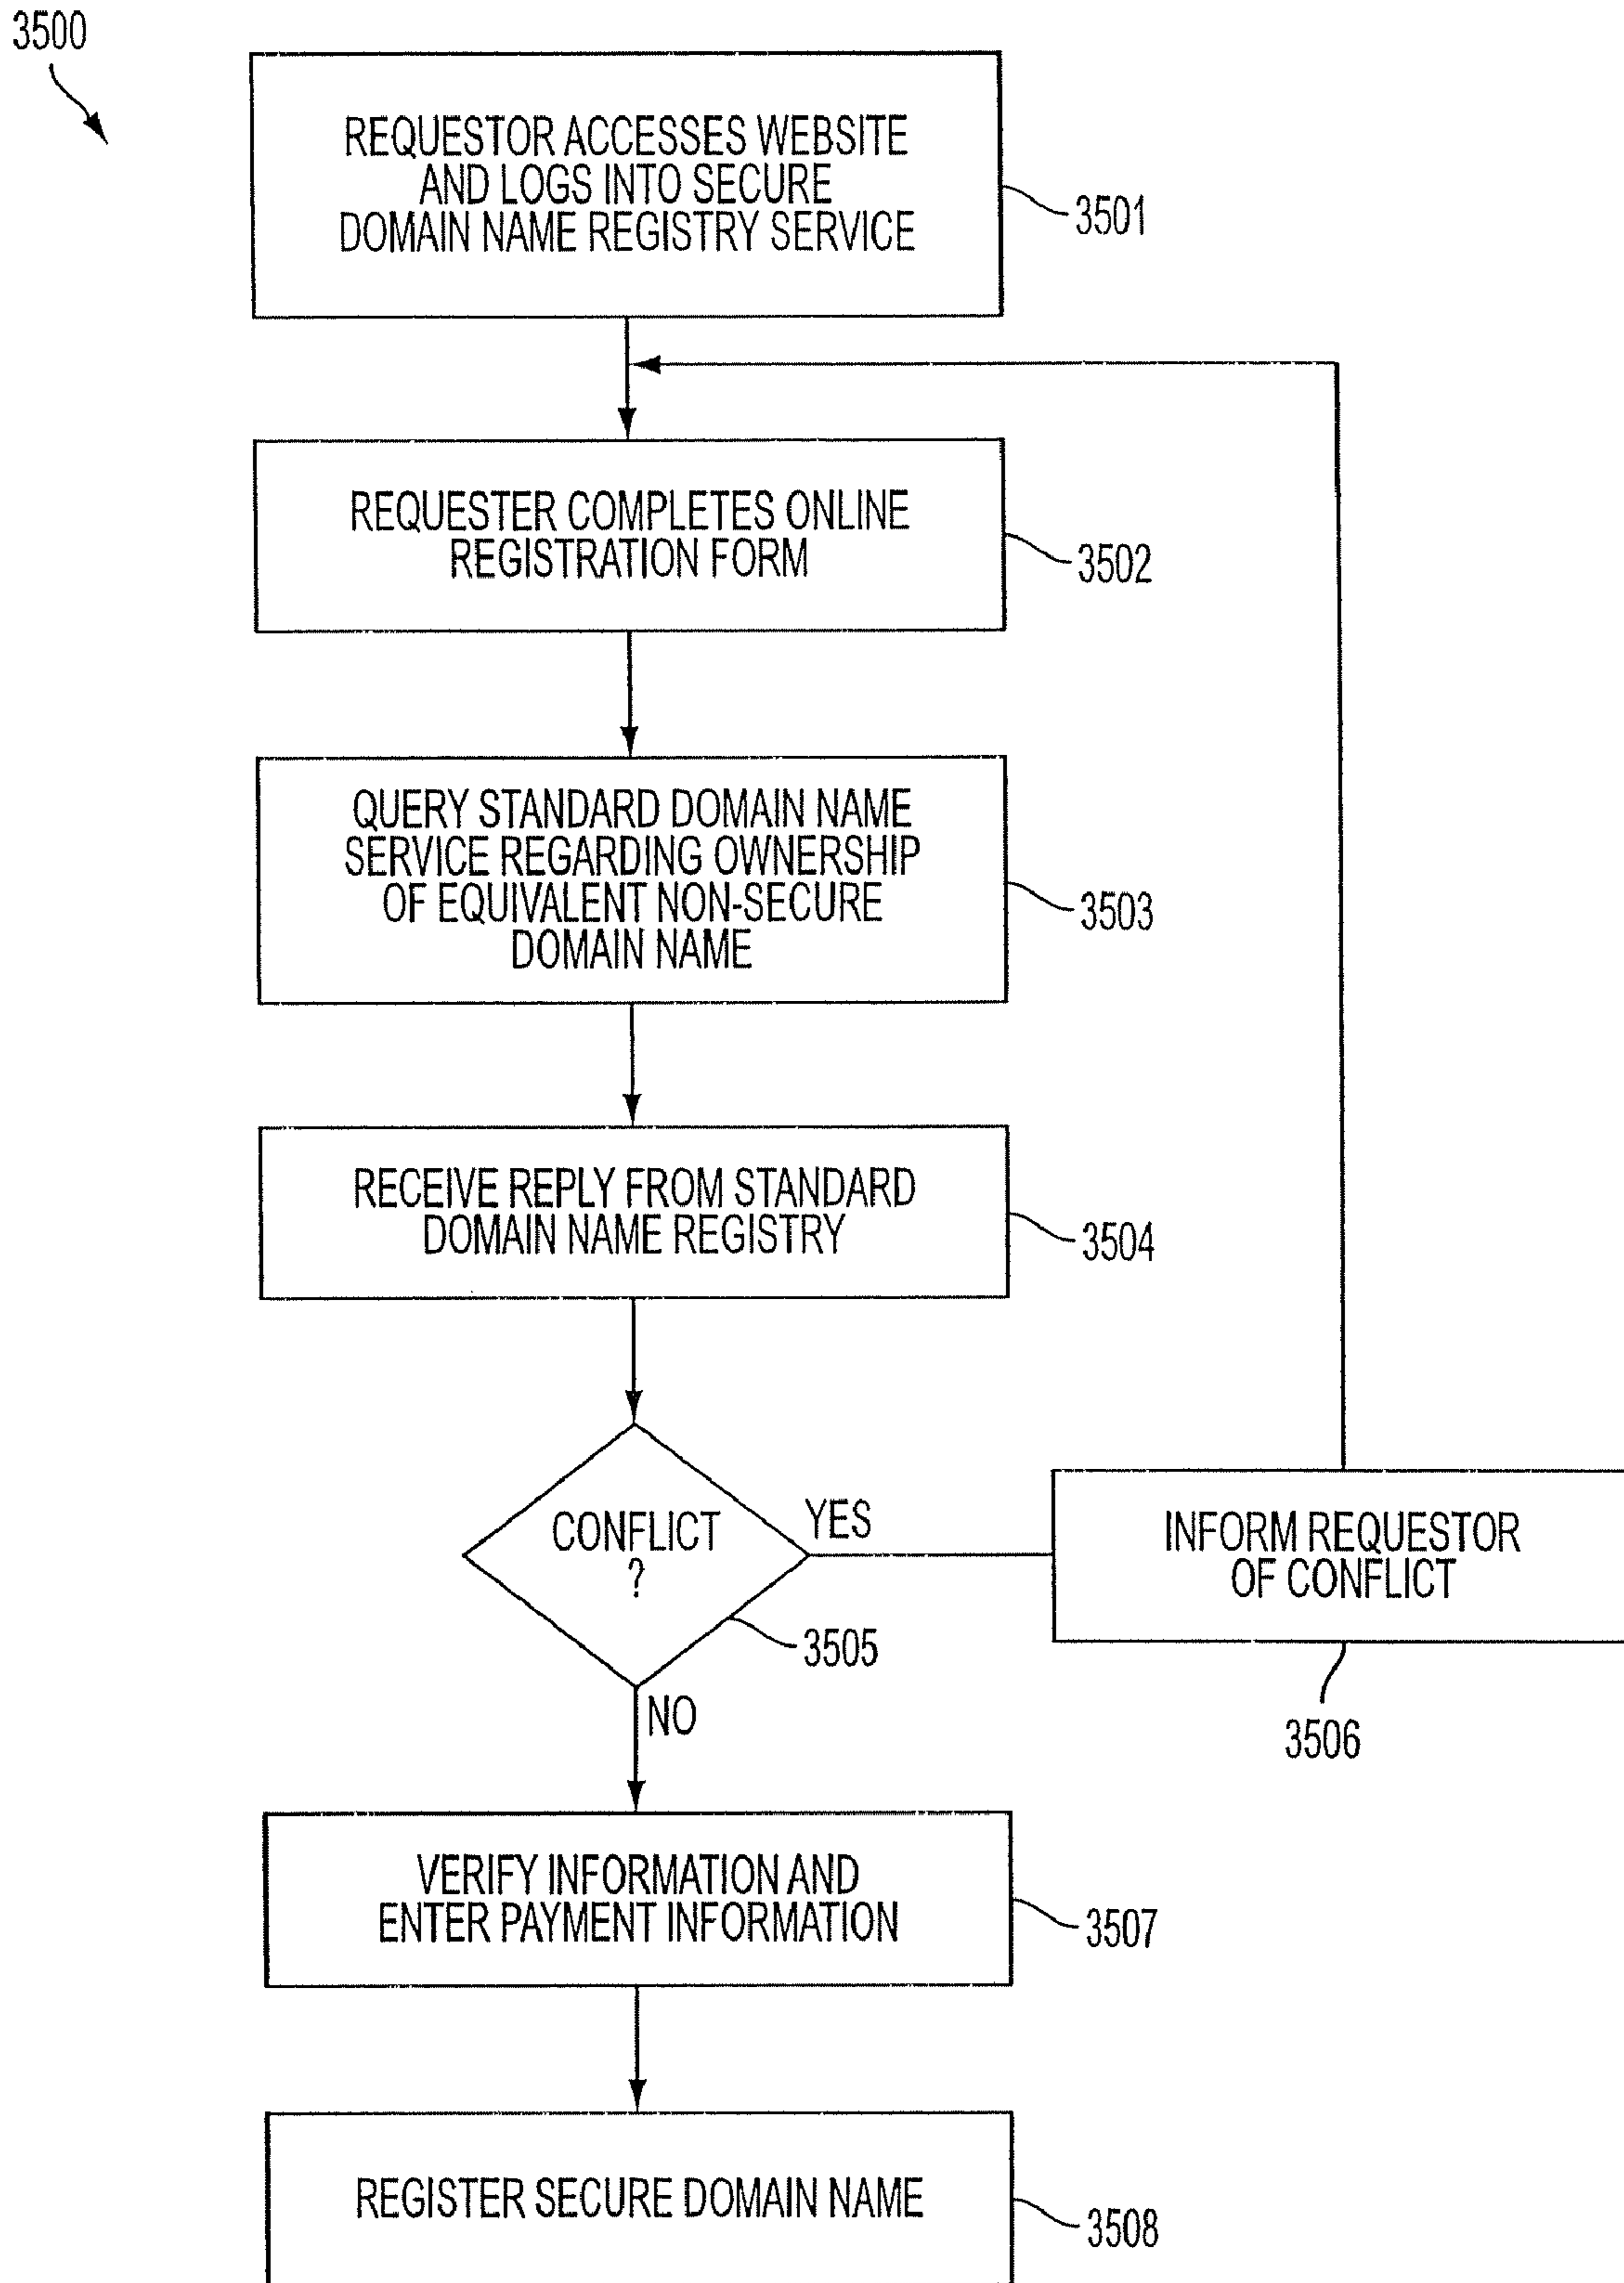 3500
REQUESTOR ACCESSES WEBSITE
AND LOGS INTO SECURE
DOMAIN NAME REGISTRY SERVICE
3501
REQUESTER COMPLETES ONLINE
REGISTRATION FORM
3502
QUERY STANDARD DOMAIN NAME
SERVICE REGARDING OWNERSHIP
OF EQUIVALENT NON-SECURE
DOMAIN NAME
3503
RECEIVE REPLY FROM STANDARD
DOMAIN NAME REGISTRY
3504
CONFLICT
?
YES
3505
NO
INFORM REQUESTOR
OF CONFLICT
3506
VERIFY INFORMATION AND
ENTER PAYMENT INFORMATION
3507
REGISTER SECURE DOMAIN NAME
3508